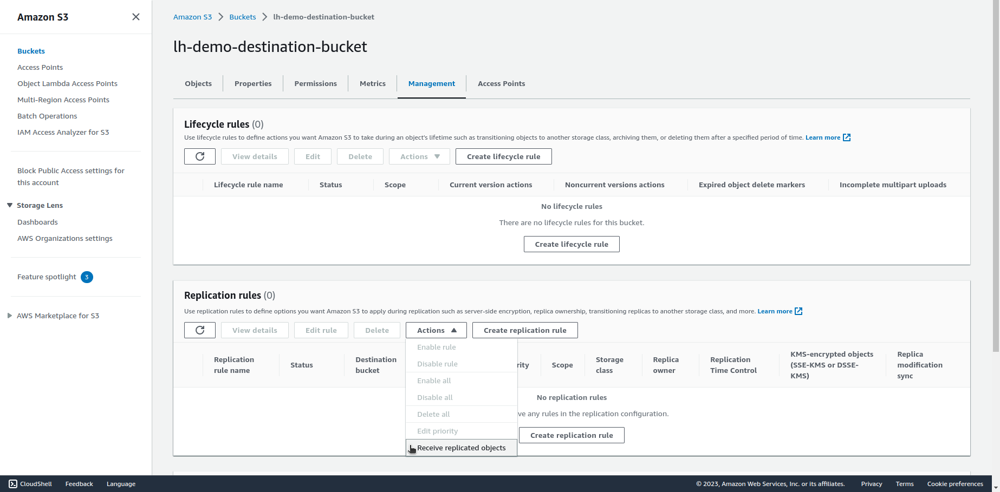 Amazon S3
Buckets
Access Points
Object Lambda Access Points
Multi-Region Access Points
Batch Operations
IAM Access Analyzer for S3
Block Public Access settings for
this account
Storage Lens
Dashboards
AWS Organizations settings
Feature spotlight 3
AWS Marketplace for S3
Amazon S3 Buckets lh-demo-destination-bucket
lh-demo-destination-bucket
Objects Properties Permissions Metrics Management Access Points
Lifecycle rules (0)
Use lifecycle rules to define actions you want Amazon S3 to take during an object's lifetime such as transitioning objects to another storage class, archiving them, or deleting them after a specified period of time. Learn more
View details Edit Delete Actions Create lifecycle rule
Lifecycle rule name Status Scope Current version actions Noncurrent versions actions Expired object delete markers Incomplete multipart uploads
No lifecycle rules
There are no lifecycle rules for this bucket.
Create lifecycle rule
Replication rules (0)
Use replication rules to define options you want Amazon S3 to apply during replication such as server-side encryption, replica ownership, transitioning replicas to another storage class, and more. Learn more
View details Edit rule Delete Actions Create replication rule
Replication
rule name
Status
Destination
bucket
rity
Scope
Storage
class
Replica
owner
Replication
Time Control
KMS-encrypted objects
(SSE-KMS or DSSE-
KMS)
Replica
modification
sync
Enable rule
Disable rule
Enable all
Disable all
Delete all
Edit priority
Receive replicated objects
No replication rules
ve any rules in the replication configuration.
Create replication rule
CloudShell Feedback Language © 2023, Amazon Web Services, Inc. or its affiliates. Privacy Terms Cookie preferences